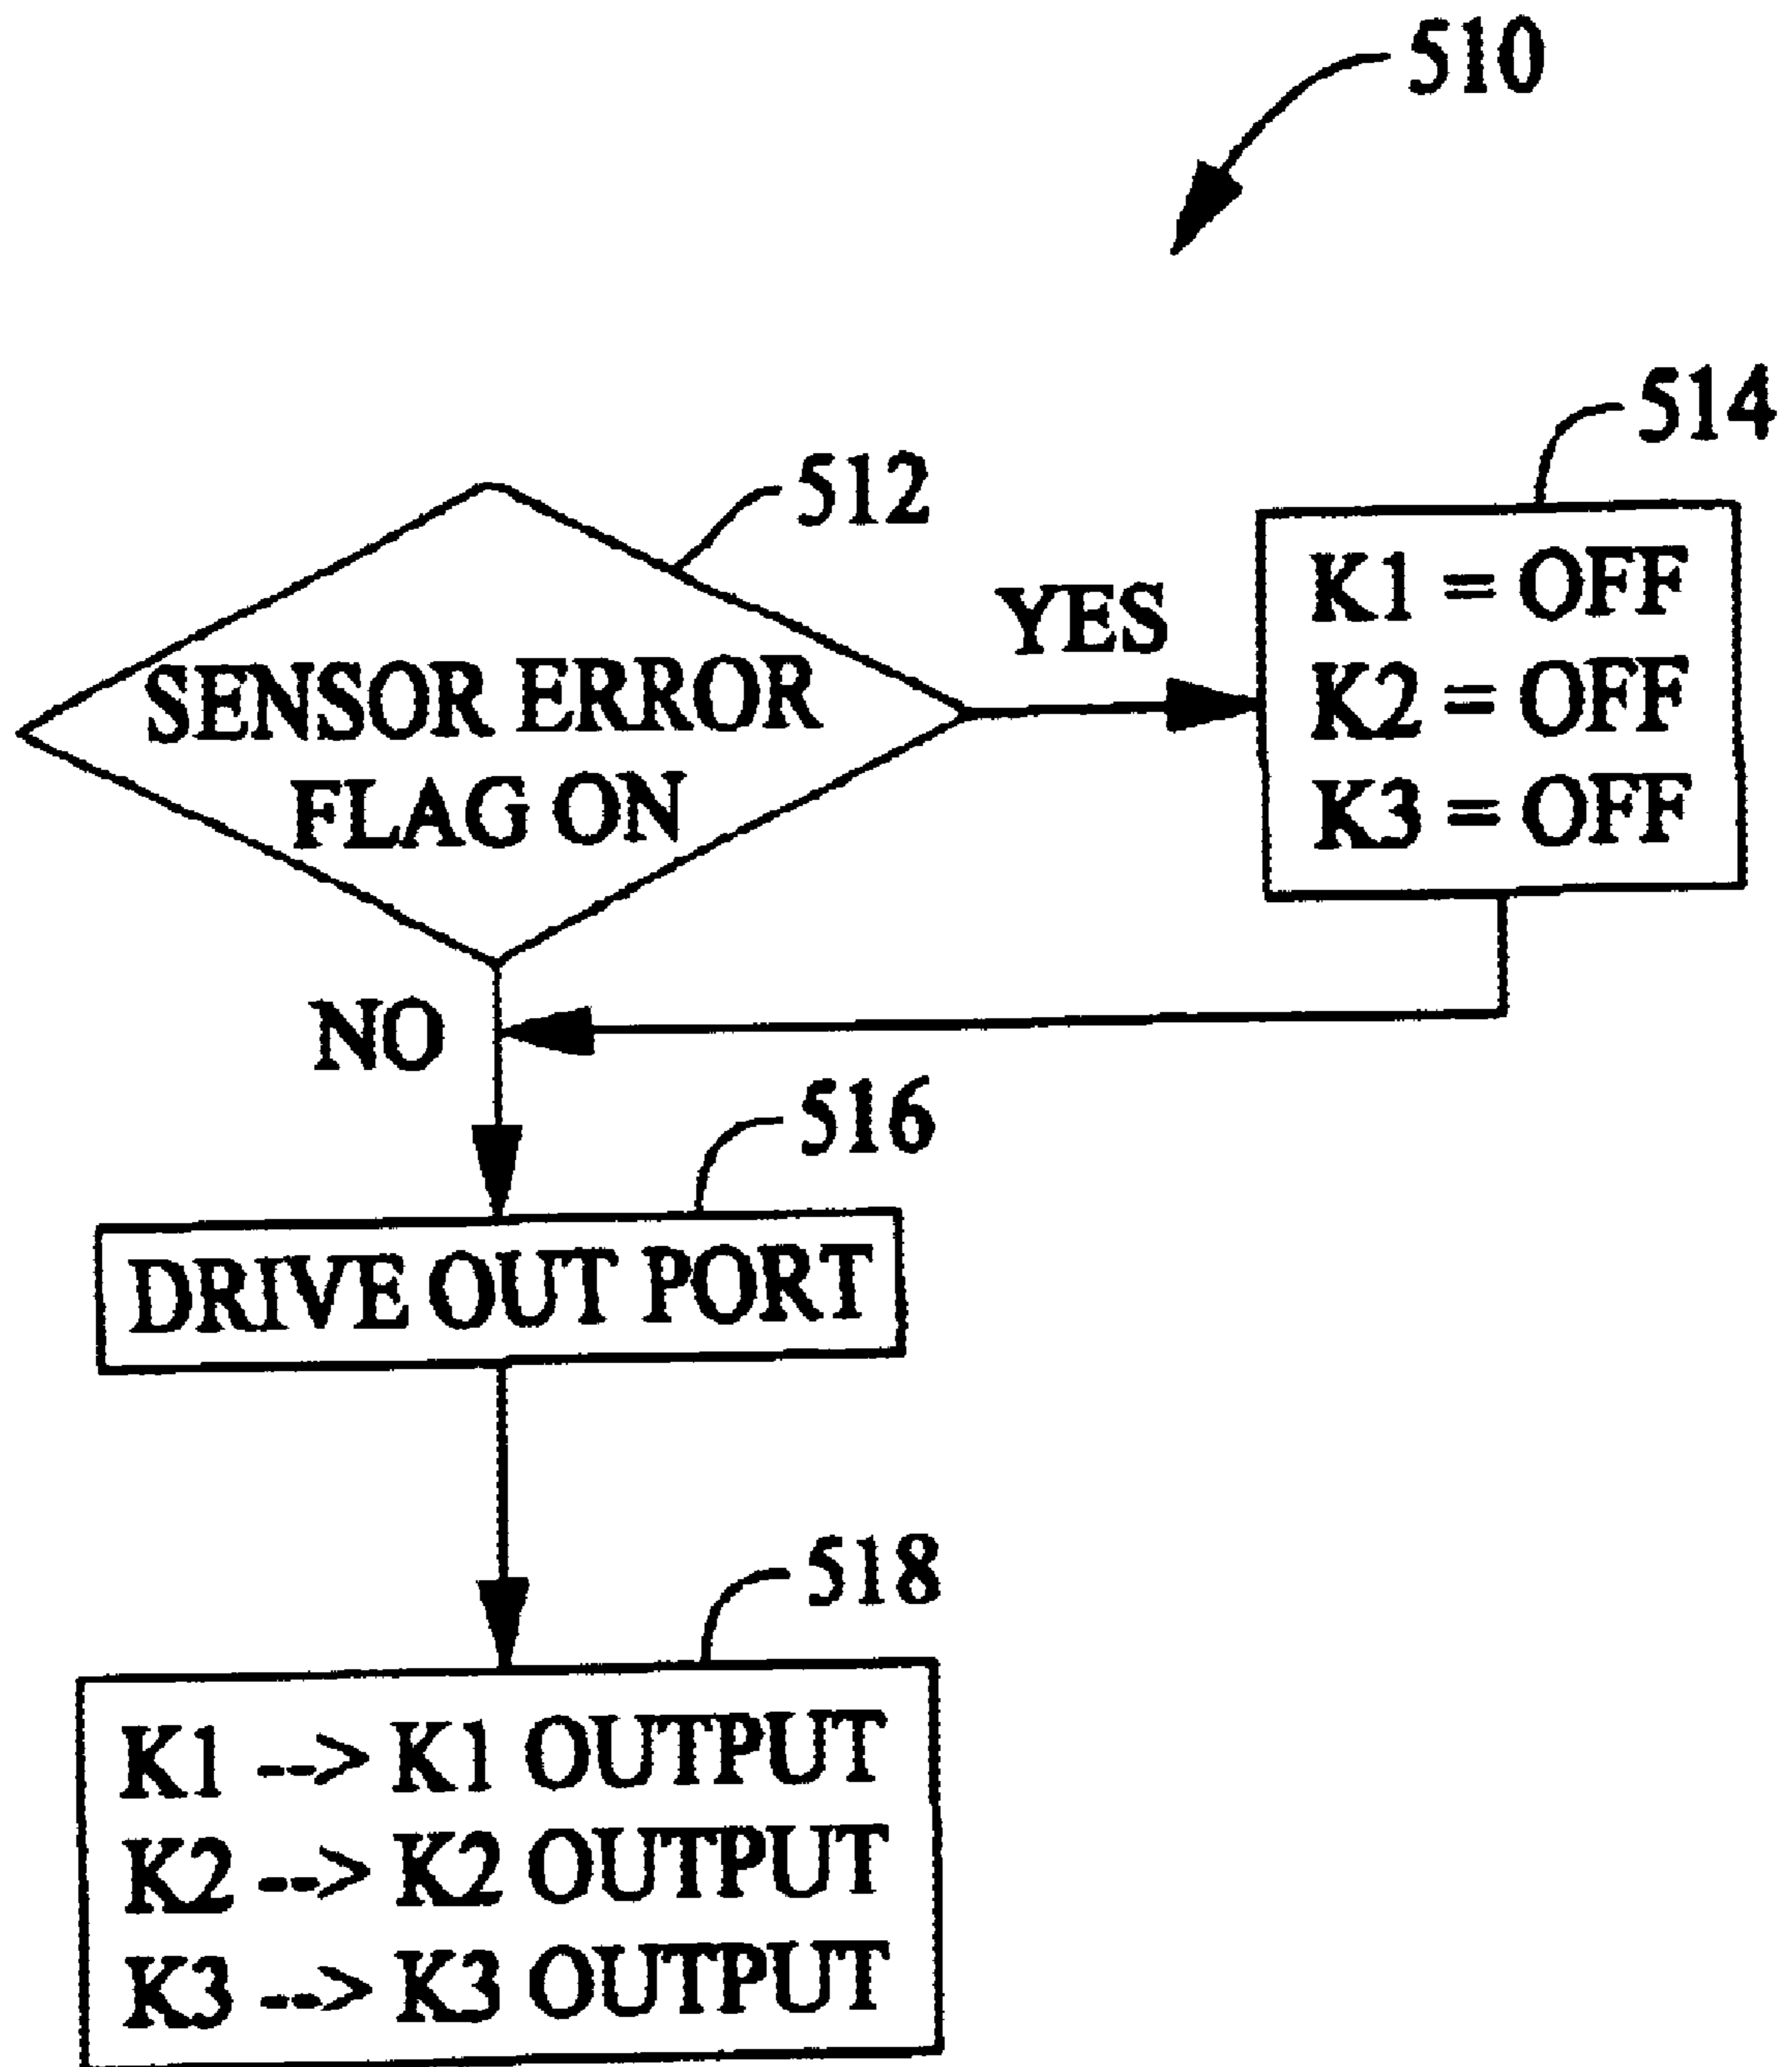 510
514
512
YES
K1 = OFF
K2 = OFF
K3 = OFF
SENSOR ERROR
FLAG ON
NO
516
DRIVE OUT PORT
518
K1 --> K1 OUTPUT
K2 --> K2 OUTPUT
K3 --> K3 OUTPUT